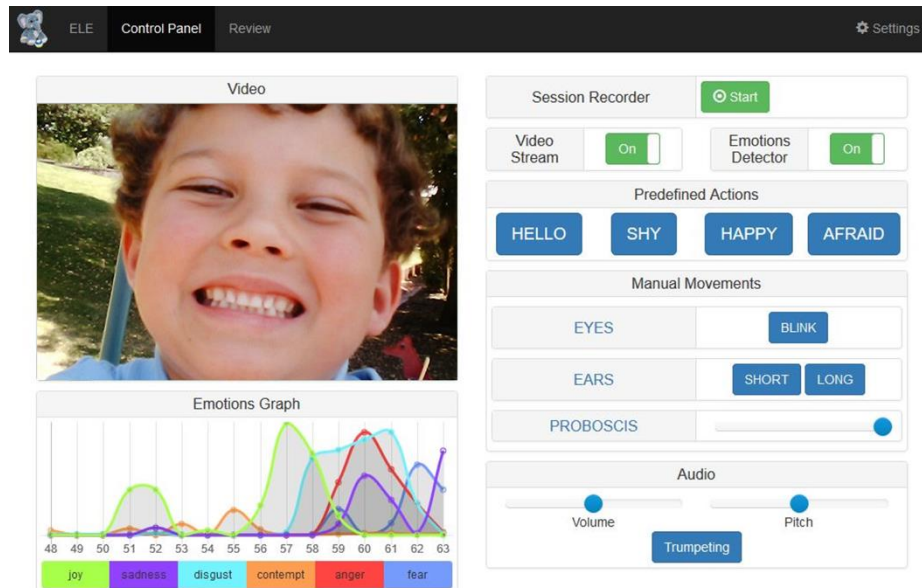 ELE Control Panel Review Settings
Video
Session Recorder Start
Video
Stream
On
Emotions
Detector
On
Predefined Actions
HELLO SHY HAPPY AFRAID
Manual Movements
EYES BLINK
EARS SHORT LONG
PROBOSCIS
Emotions Graph
48 49 50 51 52 53 54 55 56 57 58 59 60 61 62 63
joy sadness disgust contempt anger fear
Audio
Volume Pitch
Trumpeting